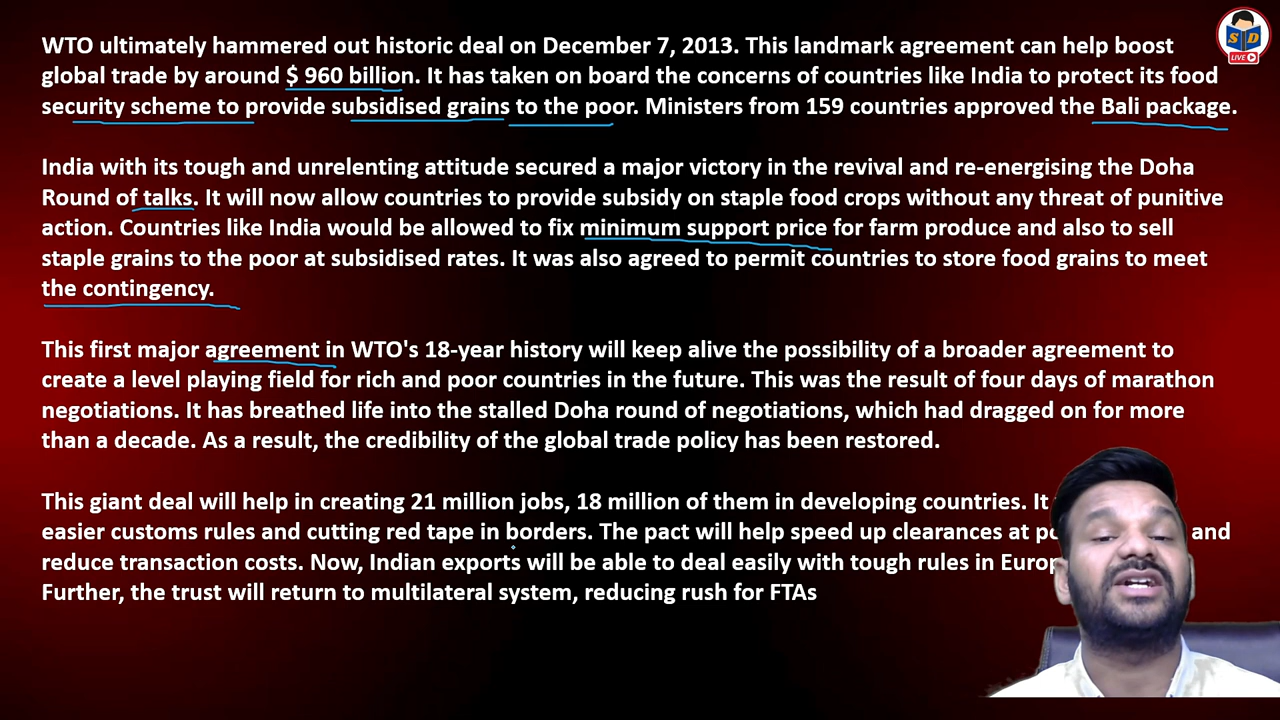 WTO ultimately hammered out historic deal on December 7, 2013. This landmark agreement can help boost
global trade by around $ 960 billion. It has taken on board the concerns of countries like India to protect its food
security scheme to provide subsidised grains to the poor. Ministers from 159 countries approved the Bali package.
India with its tough and unrelenting attitude secured a major victory in the revival and re-energising the Doha
Round of talks. It will now allow countries to provide subsidy on staple food crops without any threat of punitive
action. Countries like India would be allowed to fix minimum support price for farm produce and also to sell
staple grains to the poor at subsidised rates. It was also agreed to permit countries to store food grains to meet
the contingency.
This first major agreement in WTO's 18-year history will keep alive the possibility of a broader agreement to
create a level playing field for rich and poor countries in the future. This was the result of four days of marathon
negotiations. It has breathed life into the stalled Doha round of negotiations, which had dragged on for more
than a decade. As a result, the credibility of the global trade policy has been restored.
This giant deal will help in creating 21 million jobs, 18 million of them in developing countries. It
easier customs rules and cutting red tape in borders. The pact will help speed up clearances at and
reduce transaction costs. Now, Indian exports will be able to deal easily with tough rules in
Further, the trust will return to multilateral system, reducing rush for FTAs
S D
LIVE